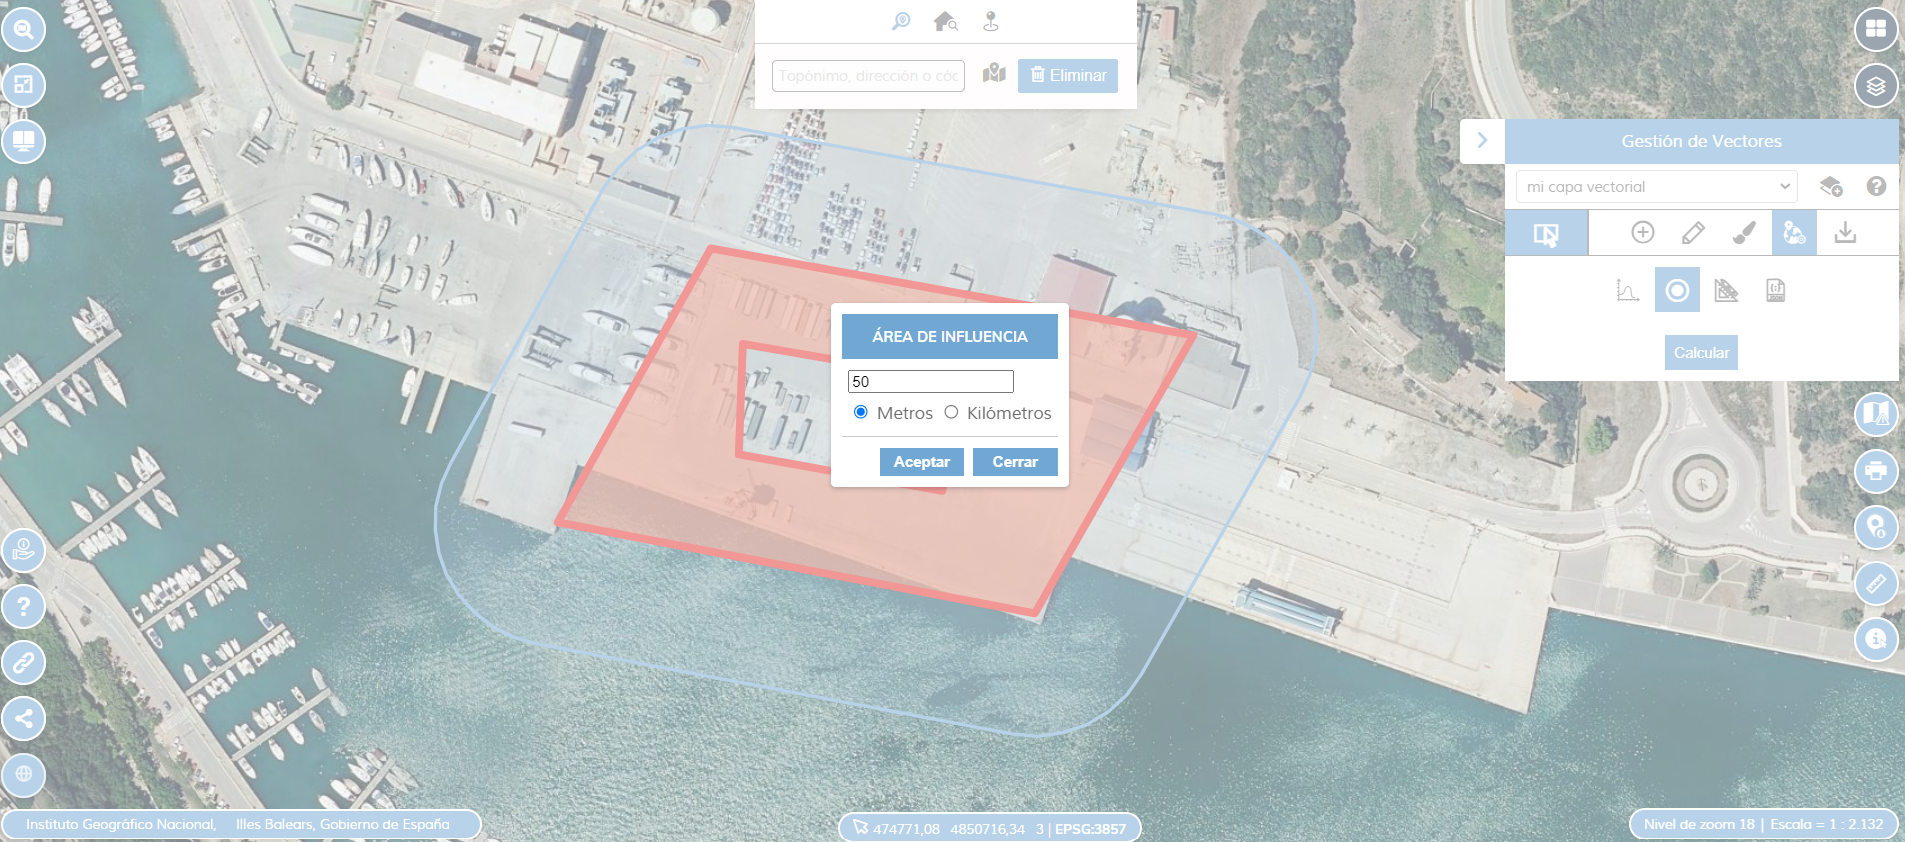 Topónimo, dirección o cóc
Eliminar
Gestión de Vectores
mi capa vectorial
Calcular
ÁREA DE INFLUENCIA
50
Metros Kilómetros
Aceptar Cerrar
Instituto Geográfico Nacional, Illes Balears, Gobierno de España
474771,08 4850716,34 3 | EPSG:3857
Nivel de zoom 18 | Escala = 1 : 2.132